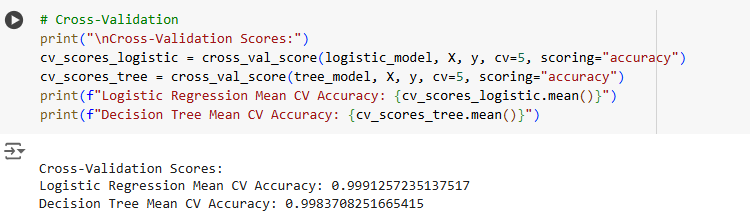 # Cross-Validation
print("\nCross-Validation Scores:")
cv_scores_logistic = cross_val_score(logistic_model, X, y, cv=5, scoring="accuracy")
cv_scores_tree = cross_val_score(tree_model, X, y, cv=5, scoring="accuracy")
print(f"Logistic Regression Mean CV Accuracy: {cv_scores_logistic.mean()}")
print(f"Decision Tree Mean CV Accuracy: {cv_scores_tree.mean()}")
Cross-Validation Scores:
Logistic Regression Mean CV Accuracy: 0.9991257235137517
Decision Tree Mean CV Accuracy: 0.9983708251665415